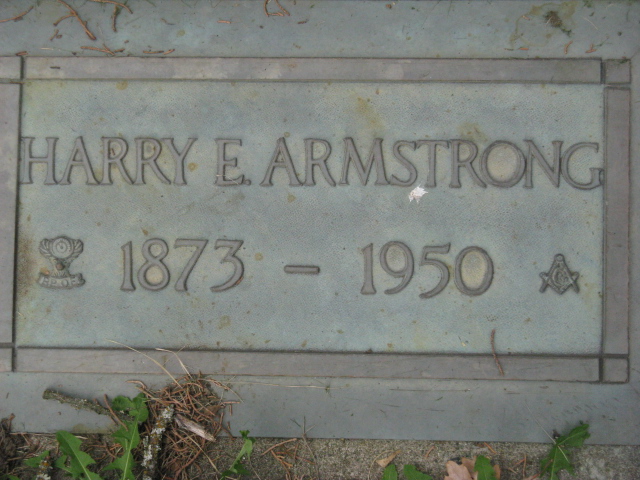 HARRY E. ARMSTRONG
1873 – 1950
B.P.O.E.
G